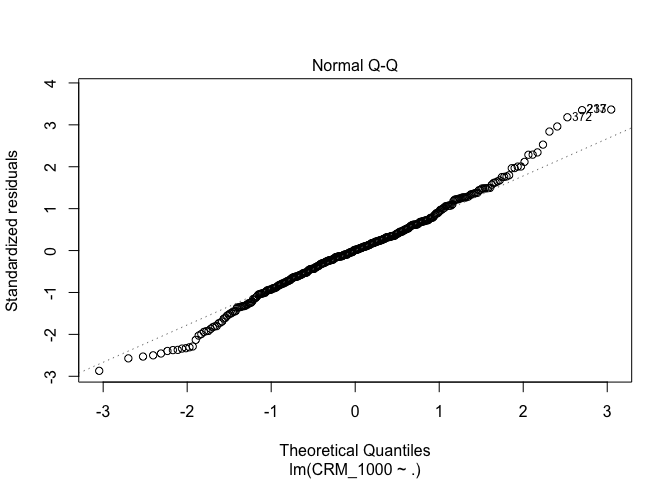 Normal Q-Q
4
3
2
1
0
-1
-2
-3
Standardized residuals
372
-3 -2 -1 0 1 2 3
Theoretical Quantiles
lm(CRM_1000 ~ .)